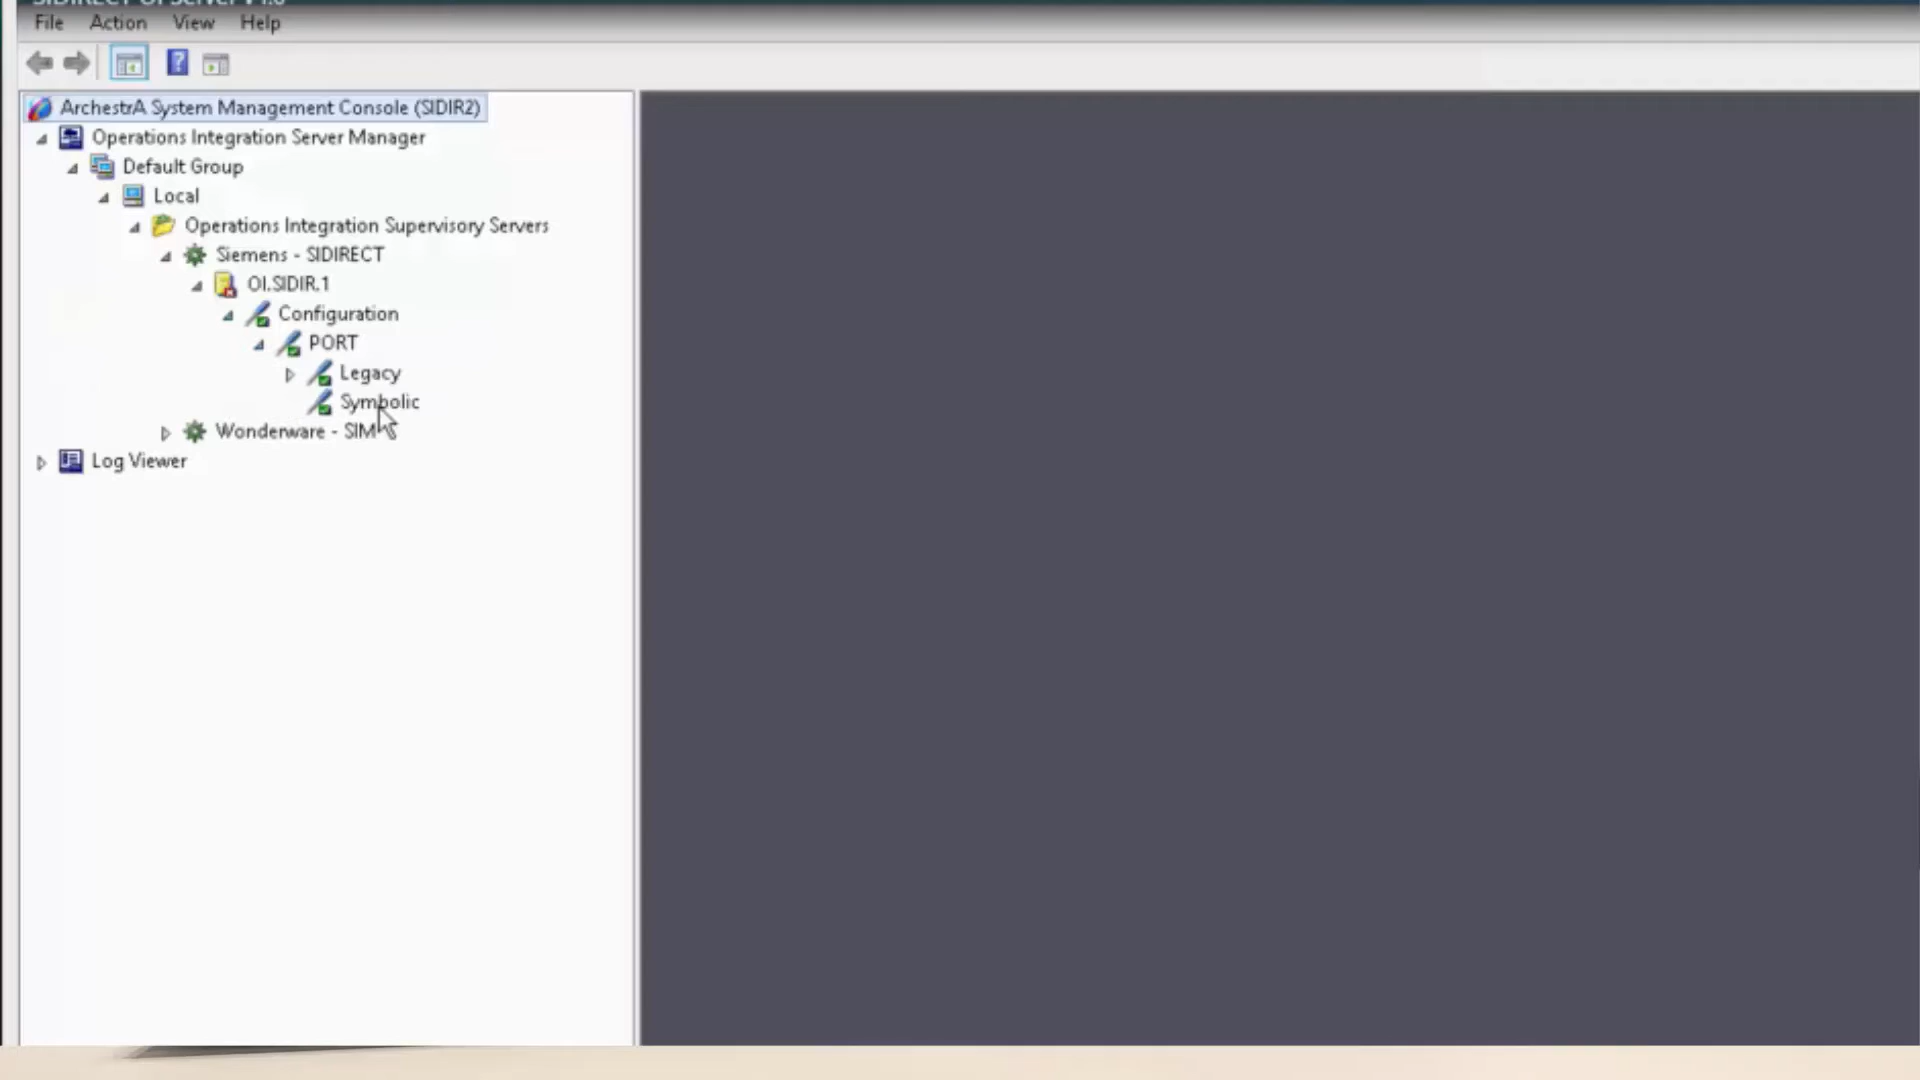 File Action View Help
ArchestrA System Management Console (SIDIR2)
Operations Integration Server Manager
Default Group
Local
Operations Integration Supervisory Servers
Siemens - SIDIRECT
OI.SIDIR.1
Configuration
PORT
Legacy
Symbolic
Wonderware - SIM
Log Viewer